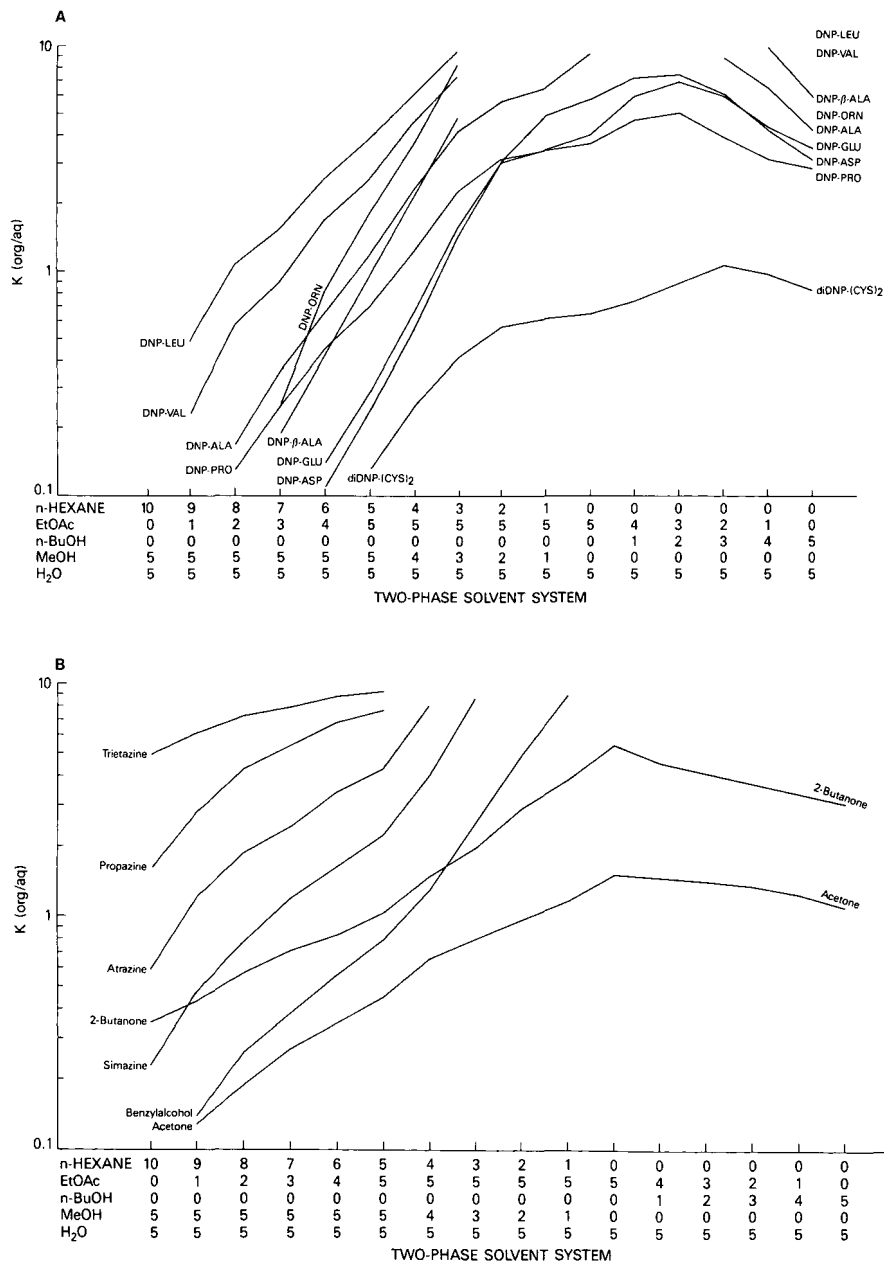 A
10
K (org/aq)
1
0.1
DNP-LEU
DNP-VAL
DNP-β-ALA
DNP-ORN
DNP-ALA
DNP-GLU
DNP-ASP
DNP-PRO
diDNP-(CYS)2
DNP-ORN
DNP-LEU
DNP-VAL
DNP-ALA
DNP-β-ALA
DNP-PRO
DNP-GLU
DNP-ASP
diDNP-(CYS)2
n-HEXANE 10 9 8 7 6 5 4 3 2 1 0 0 0 0 0 0
EtOAc 0 1 2 3 4 5 5 5 5 5 5 4 3 2 1 0
n-BuOH 0 0 0 0 0 0 0 0 0 0 0 1 2 3 4 5
MeOH 5 5 5 5 5 5 4 3 2 1 0 0 0 0 0 0
H2O 5 5 5 5 5 5 5 5 5 5 5 5 5 5 5 5
TWO-PHASE SOLVENT SYSTEM
B
10
K (org/aq)
1
0.1
Trietazine
Propazine
Atrazine
2-Butanone
Simazine
Benzylalcohol
Acetone
2-Butanone
Acetone
n-HEXANE 10 9 8 7 6 5 4 3 2 1 0 0 0 0 0 0
EtOAc 0 1 2 3 4 5 5 5 5 5 5 4 3 2 1 0
n-BuOH 0 0 0 0 0 0 0 0 0 0 0 1 2 3 4 5
MeOH 5 5 5 5 5 5 4 3 2 1 0 0 0 0 0 0
H2O 5 5 5 5 5 5 5 5 5 5 5 5 5 5 5 5
TWO-PHASE SOLVENT SYSTEM